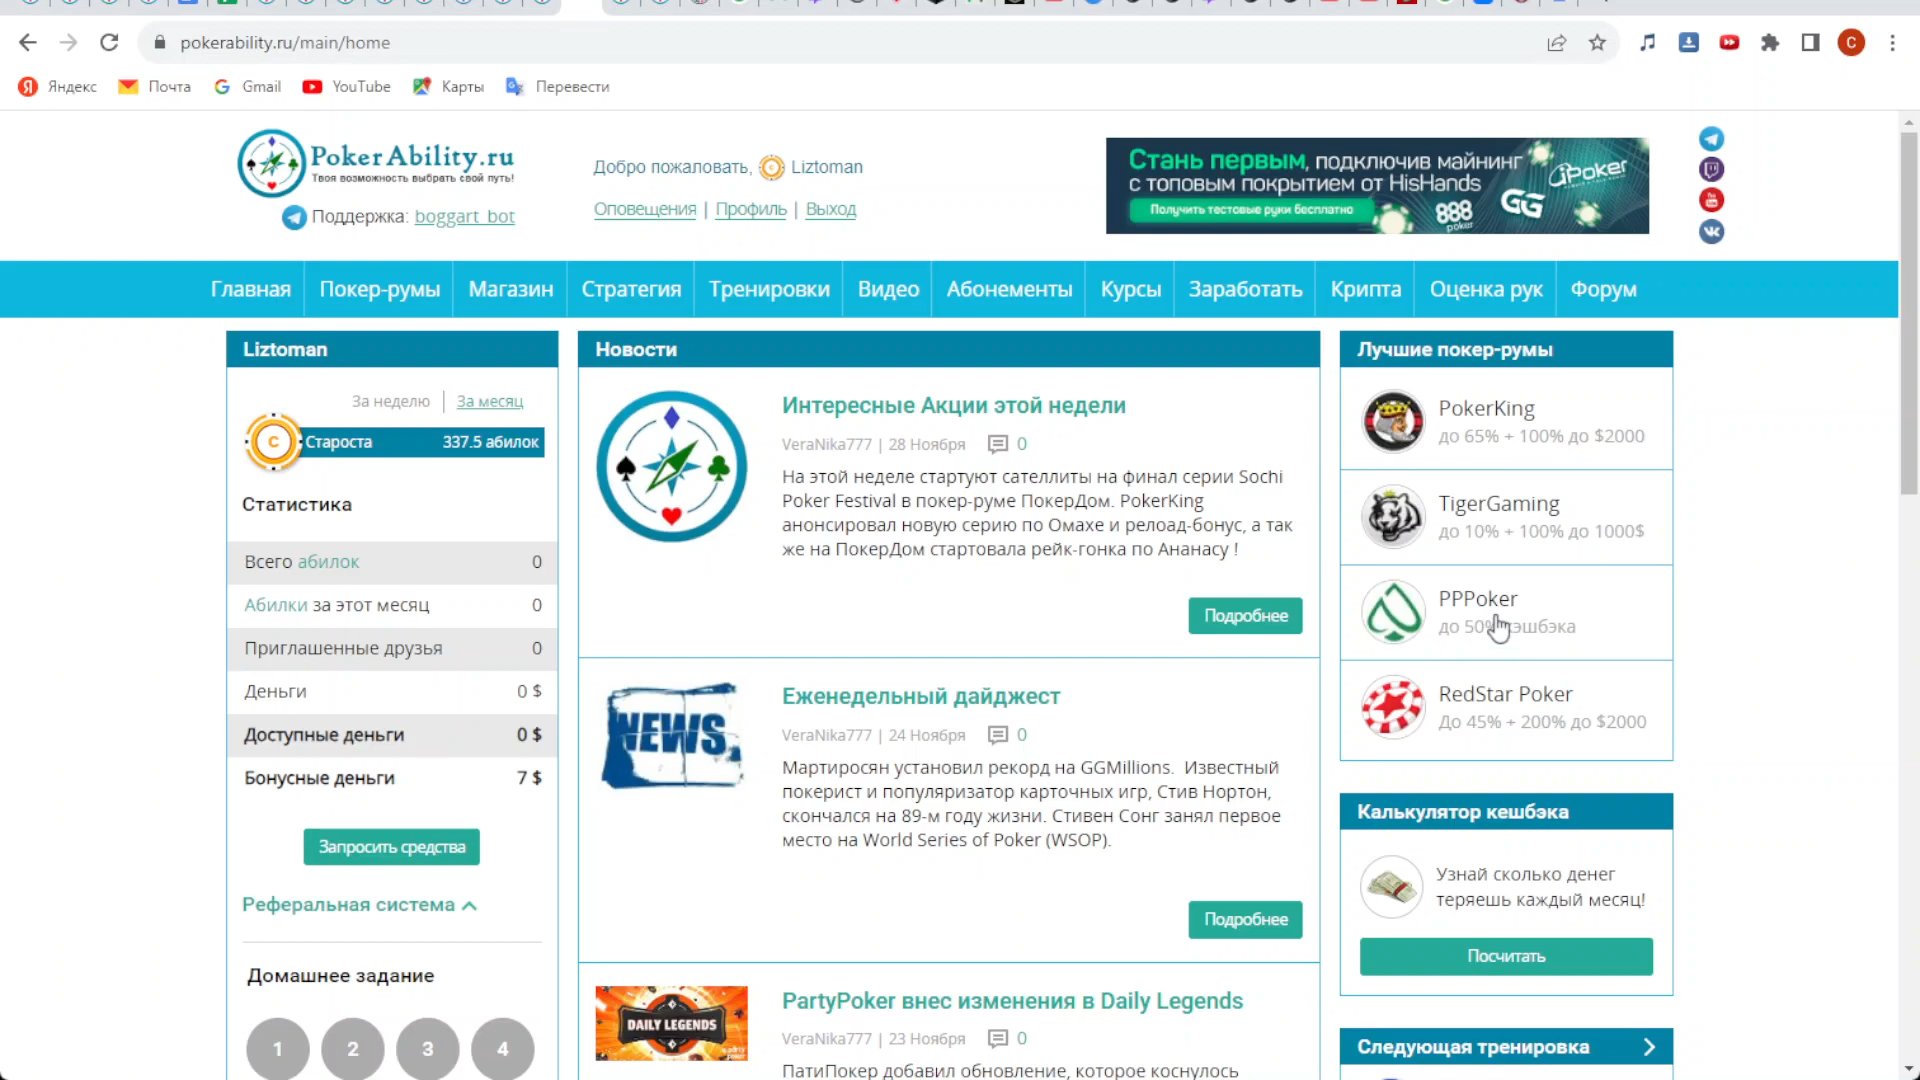 pokerability.ru/main/home
C
Яндекс
Почта
Gmail
YouTube
Карты
Перевести
PokerAbility.ru
Твоя возможность выбрать свой путь!
Поддержка: boggart_bot
Добро пожаловать, C Liztoman
Оповещения | Профиль | Выход
Стань первым, подключив майнинг
с топовым покрытием от HisHands
Получить тестовые руки бесплатно
iPoker
888
poker
GG
Главная
Покер-румы
Магазин
Стратегия
Тренировки
Видео
Абонементы
Курсы
Заработать
Крипта
Оценка рук
Форум
Liztoman
За неделю | За месяц
C Староста 337.5 абилок
Статистика
Всего абилок 0
Абилки за этот месяц 0
Приглашенные друзья 0
Деньги 0 $
Доступные деньги 0 $
Бонусные деньги 7 $
Запросить средства
Реферальная система
Домашнее задание
1 2 3 4
Новости
Интересные Акции этой недели
VeraNika777 | 28 Ноября 0
На этой неделе стартуют сателлиты на финал серии Sochi
Poker Festival в покер-руме ПокерДом. PokerKing
анонсировал новую серию по Омахе и релоад-бонус, а так
же на ПокерДом стартовала рейк-гонка по Ананасу !
Подробнее
NEWS.
Еженедельный дайджест
VeraNika777 | 24 Ноября 0
Мартиросян установил рекорд на GGMillions. Известный
покерист и популяризатор карточных игр, Стив Нортон,
скончался на 89-м году жизни. Стивен Сонг занял первое
место на World Series of Poker (WSOP).
Подробнее
DAILY LEGENDS
PartyPoker внес изменения в Daily Legends
VeraNika777 | 23 Ноября 0
ПатиПокер добавил обновление, которое коснулось
Лучшие покер-румы
PokerKing
до 65% + 100% до $2000
TigerGaming
до 10% + 100% до 1000$
PPPoker
до 50% кэшбэка
RedStar Poker
До 45% + 200% до $2000
Калькулятор кешбэка
Узнай сколько денег
теряешь каждый месяц!
Посчитать
Следующая тренировка